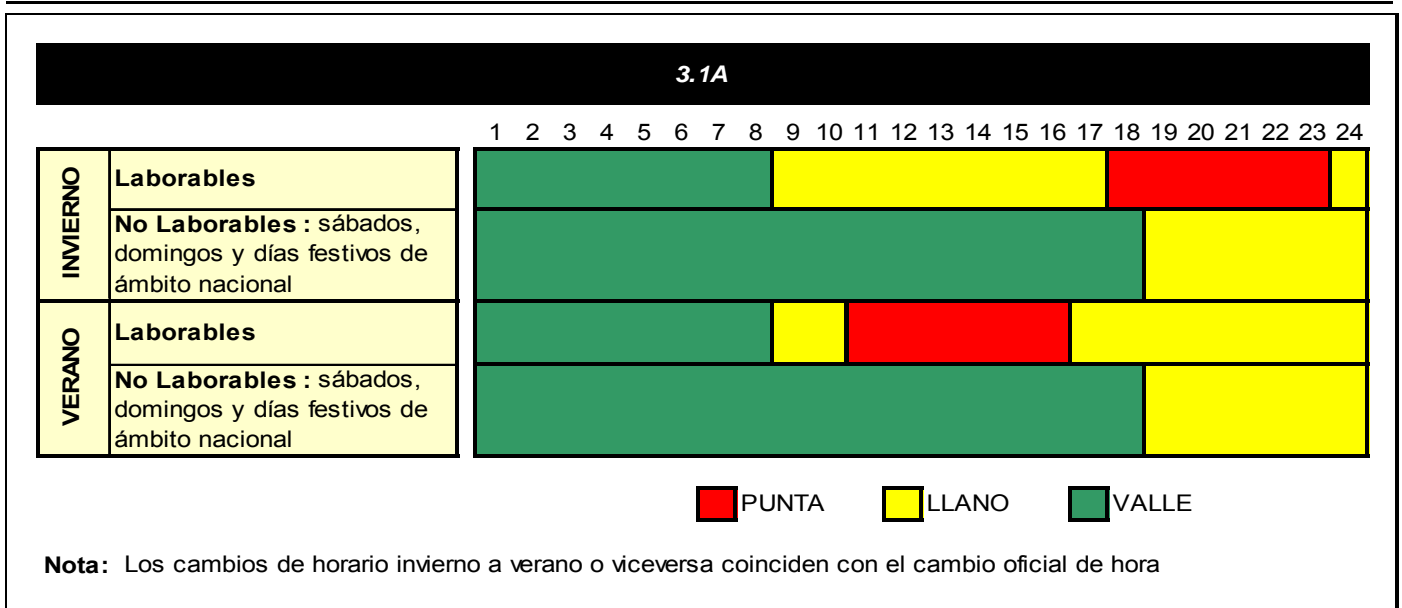 3.1A
1 2 3 4 5 6 7 8 9 10 11 12 13 14 15 16 17 18 19 20 21 22 23 24
INVIERNO
Laborables
No Laborables : sábados,
domingos y días festivos de
ámbito nacional
VERANO
Laborables
No Laborables : sábados,
domingos y días festivos de
ámbito nacional
PUNTA LLANO VALLE
Nota: Los cambios de horario invierno a verano o viceversa coinciden con el cambio oficial de hora